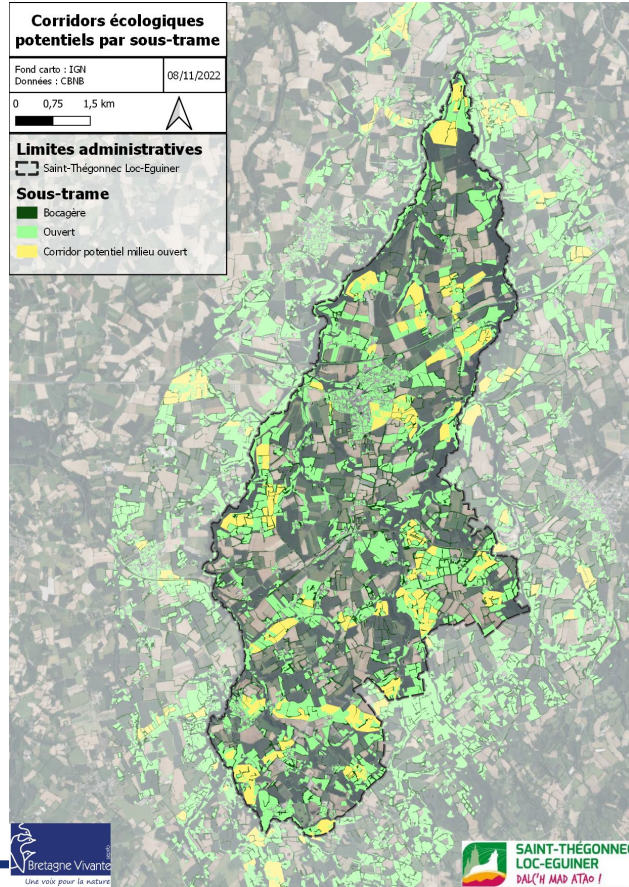 Corridors écologiques
potentiels par sous-trame
Fond carto : IGN
Données : CBNB
08/11/2022
0 0,75 1,5 km
Limites administratives
Saint-Thégonnec Loc-Eguiner
Sous-trame
Bocagère
Ouvert
Corridor potentiel milieu ouvert
Bretagne Vivante
Une voix pour la nature
SAINT-THÉGONNEC
LOC-EGUINER
DALC'H MAD ATAO !